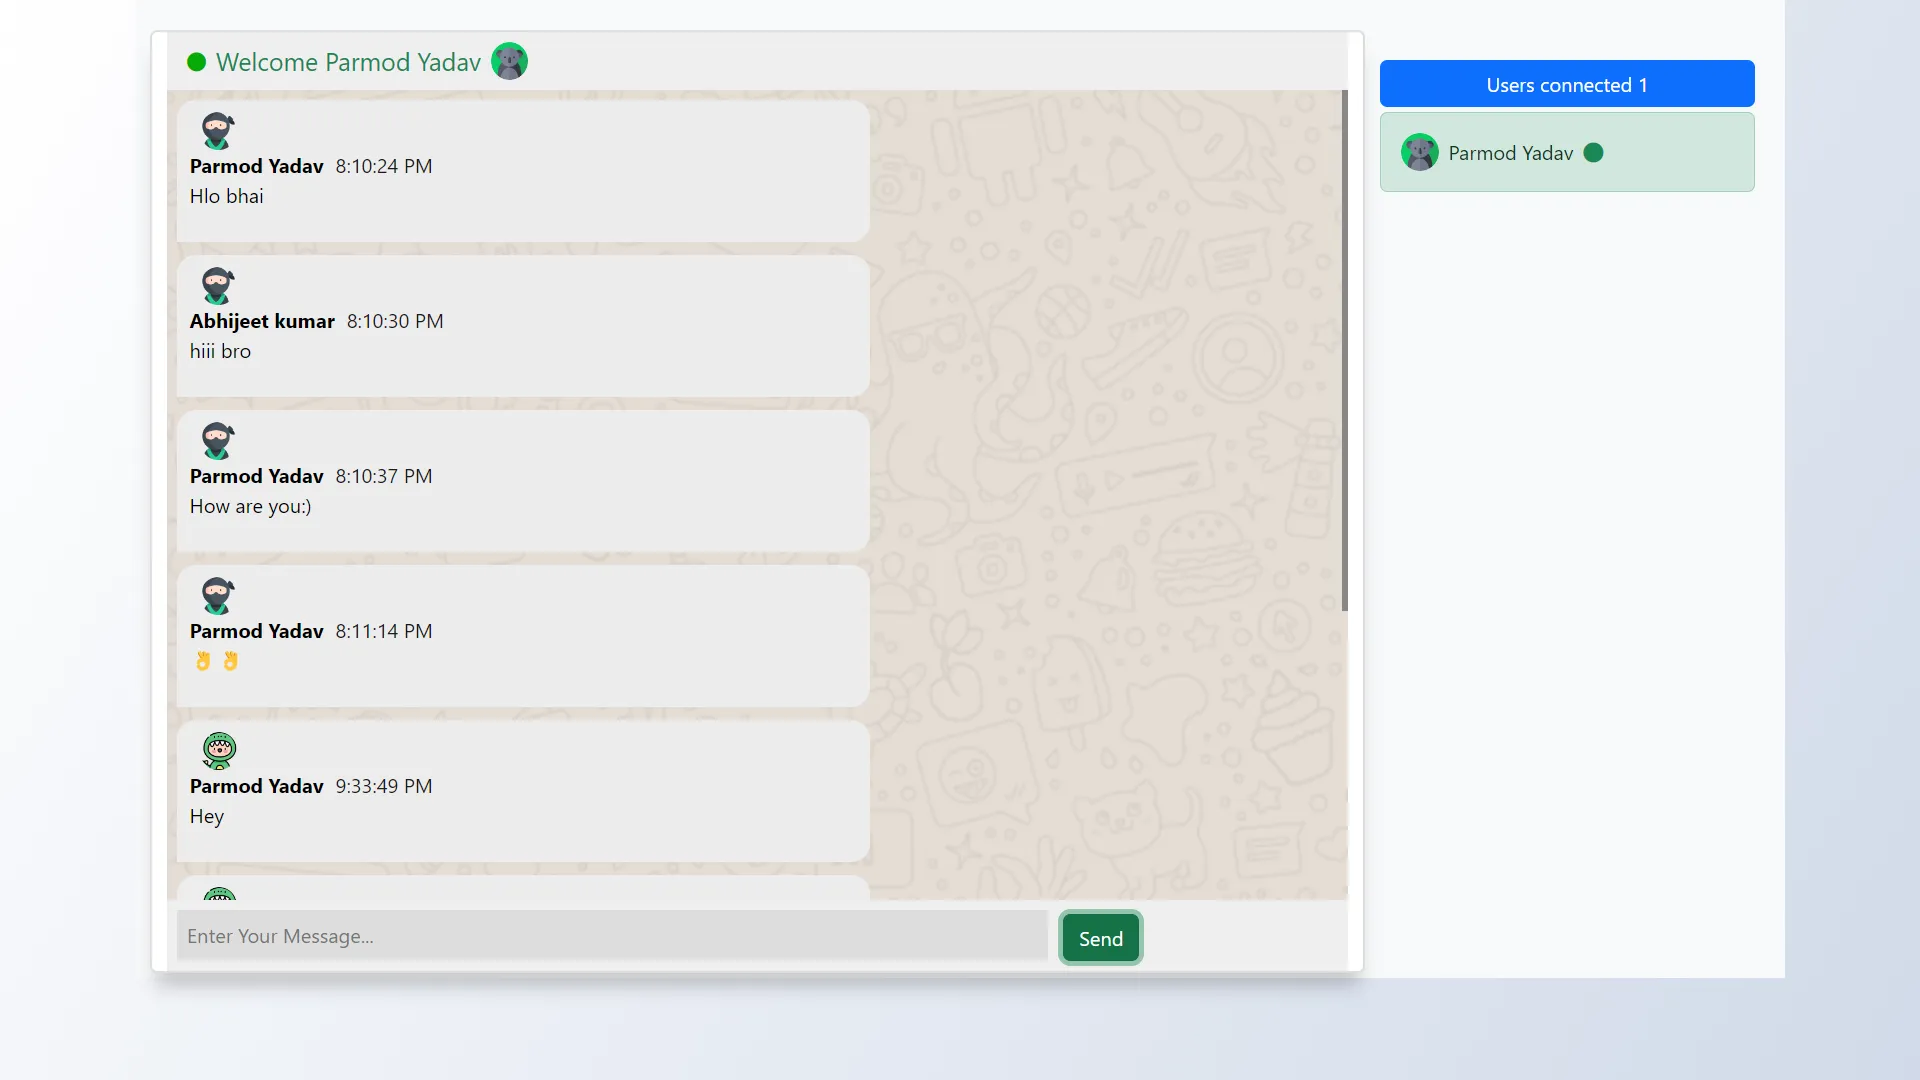 Welcome Parmod Yadav
Parmod Yadav 8:10:24 PM
Hlo bhai
Abhijeet kumar 8:10:30 PM
hiii bro
Parmod Yadav 8:10:37 PM
How are you:)
Parmod Yadav 8:11:14 PM
👌 👌
Parmod Yadav 9:33:49 PM
Hey
Enter Your Message...
Send
Users connected 1
Parmod Yadav